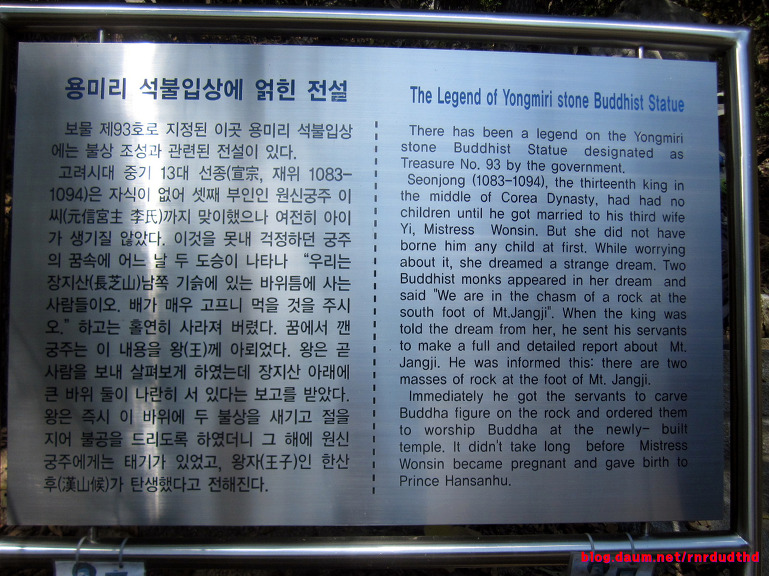 용미리 석불입상에 얽힌 전설
보물 제93호로 지정된 이곳 용미리 석불입상
에는 불상 조성과 관련된 전설이 있다.
고려시대 중기 13대 선종(宣宗, 재위 1083-
1094)은 자식이 없어 셋째 부인인 원신궁주 이
씨(元信宮主 李氏)까지 맞이했으나 여전히 아이
가 생기질 않았다. 이것을 못내 걱정하던 궁주
의 꿈속에 어느 날 두 도승이 나타나 “우리는
장지산(長芝山)남쪽 기슭에 있는 바위틈에 사는
사람들이오. 배가 매우 고프니 먹을 것을 주시
오.” 하고는 홀연히 사라져 버렸다. 꿈에서 깬
궁주는 이 내용을 왕(王)께 아뢰었다. 왕은 곧
사람을 보내 살펴보게 하였는데 장지산 아래에
큰 바위 둘이 나란히 서 있다는 보고를 받았다.
왕은 즉시 이 바위에 두 불상을 새기고 절을
지어 불공을 드리도록 하였더니 그 해에 원신
궁주에게는 태기가 있었고, 왕자(王子)인 한산
후(漢山候)가 탄생했다고 전해진다.
The Legend of Yongmiri stone Buddhist Statue
There has been a legend on the Yongmiri
stone Buddhist Statue designated as
Treasure No. 93 by the government.
Seonjong (1083-1094), the thirteenth king in
the middle of Corea Dynasty, had had no
children until he got married to his third wife
Yi, Mistress Wonsin. But she did not have
borne him any child at first. While worrying
about it, she dreamed a strange dream. Two
Buddhist monks appeared in her dream and
said "We are in the chasm of a rock at the
south foot of Mt.Jangji". When the king was
told the dream from her, he sent his servants
to make a full and detailed report about Mt.
Jangji. He was informed this: there are two
masses of rock at the foot of Mt. Jangji.
Immediately he got the servants to carve
Buddha figure on the rock and ordered them
to worship Buddha at the newly- built
temple. It didn't take long before Mistress
Wonsin became pregnant and gave birth to
Prince Hansanhu.
blog.daum.net/rnrdudthd